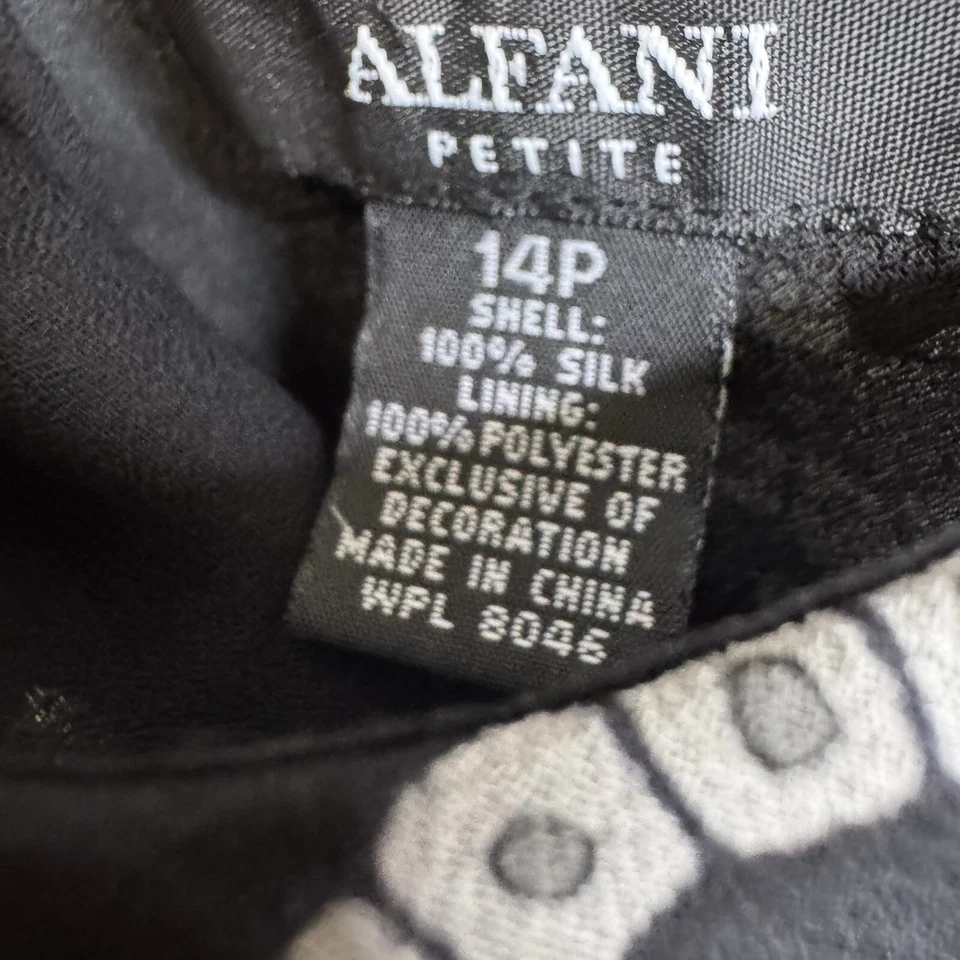 ALFANI
PETITE
14P
SHELL:
100% SILK
LINING:
100% POLYESTER
EXCLUSIVE OF
DECORATION
MADE IN CHINA
WPL 8046